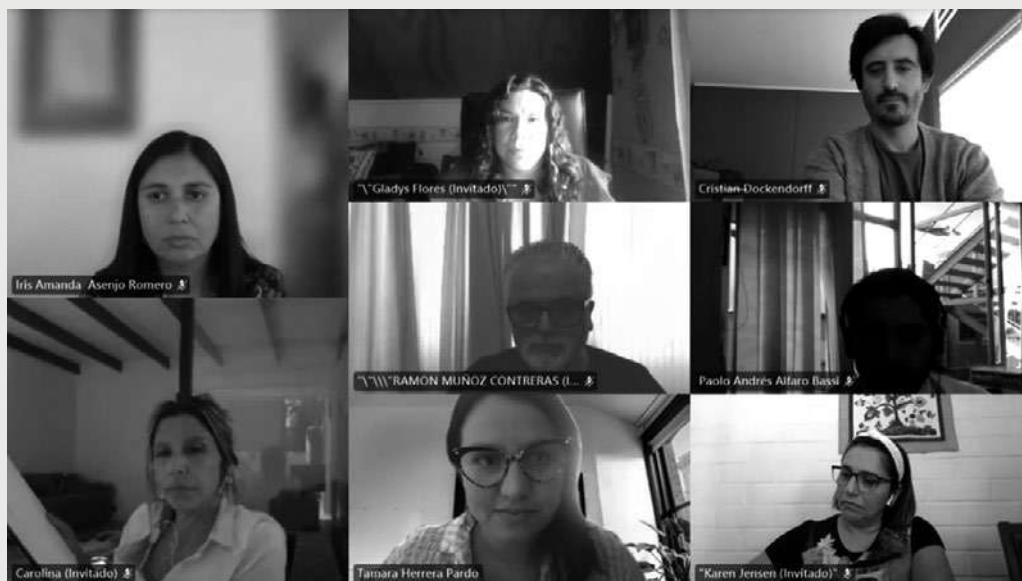 Iris Amanda Asenjo Romero
"\"Gladys Flores (Invitado)\""
Cristian Dockendorff
"\"\\\"RAMON MUÑOZ CONTRERAS (I...
Paolo Andrés Alfaro Bassi
Carolina (Invitado)
Tamara Herrera Pardo
"Karen Jensen (Invitado)"